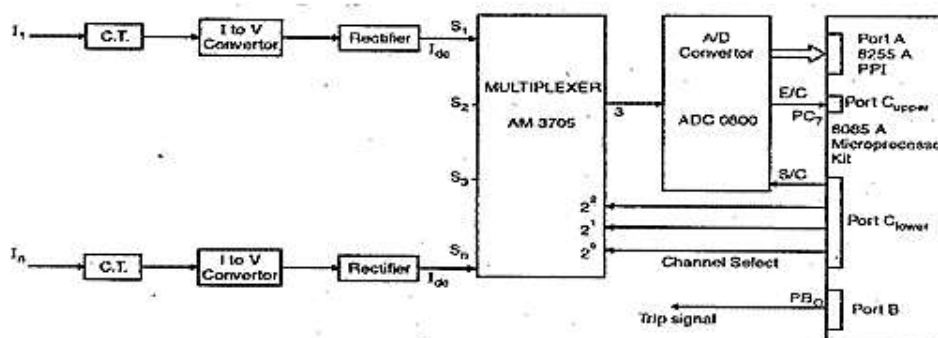 I1
C.T.
I to V
Convertor
Rectifier
S1
Idc
S2
S3
Sn
MULTIPLEXER
AM 3705
3
A/D
Convertor
ADC 0800
E/C
PC7
S/C
2²
2¹
2⁰
Channel Select
Port A
8255 A
PPI
Port Cupper
8085 A
Microprocesso
Kit
Port Clower
In
C.T.
I to V
Convertor
Rectifier
Idc
PB0
Port B
Trip signal